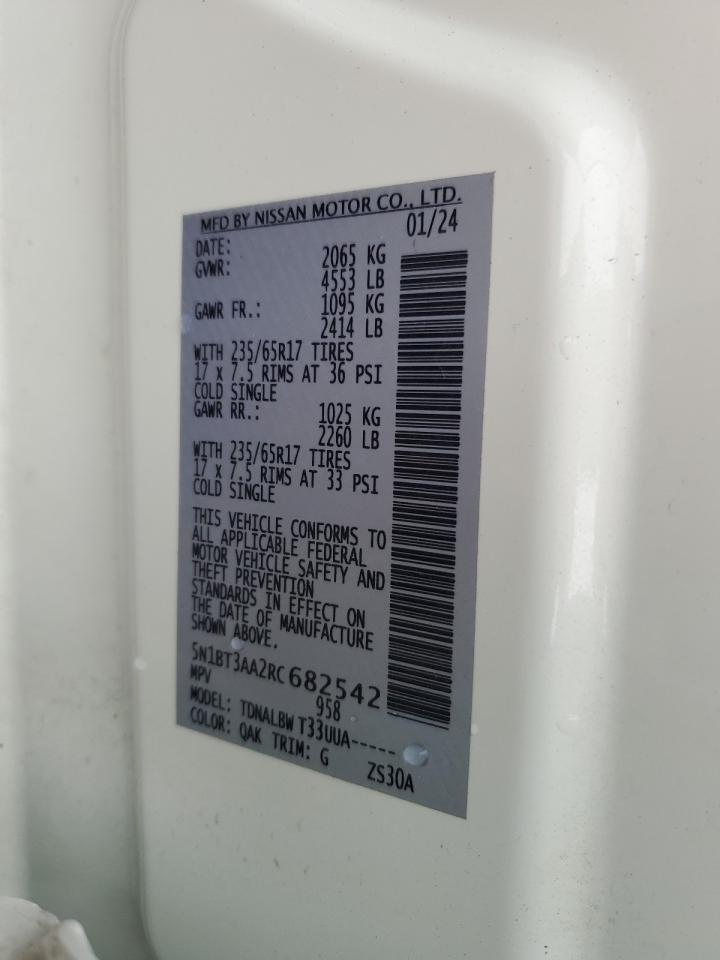 MFD BY NISSAN MOTOR CO., LTD.
DATE: 01/24
GVWR: 2065 KG
4553 LB
GAWR FR.: 1095 KG
2414 LB
WITH 235/65R17 TIRES
17 x 7.5 RIMS AT 36 PSI
COLD SINGLE
GAWR RR.: 1025 KG
2260 LB
WITH 235/65R17 TIRES
17 x 7.5 RIMS AT 33 PSI
COLD SINGLE
THIS VEHICLE CONFORMS TO
ALL APPLICABLE FEDERAL
MOTOR VEHICLE SAFETY AND
THEFT PREVENTION
STANDARDS IN EFFECT ON
THE DATE OF MANUFACTURE
SHOWN ABOVE.
5N1BT3AA2RC682542
MPV 958
MODEL: TDNALBW T33UUA-----
COLOR: QAK TRIM: G ZS30A